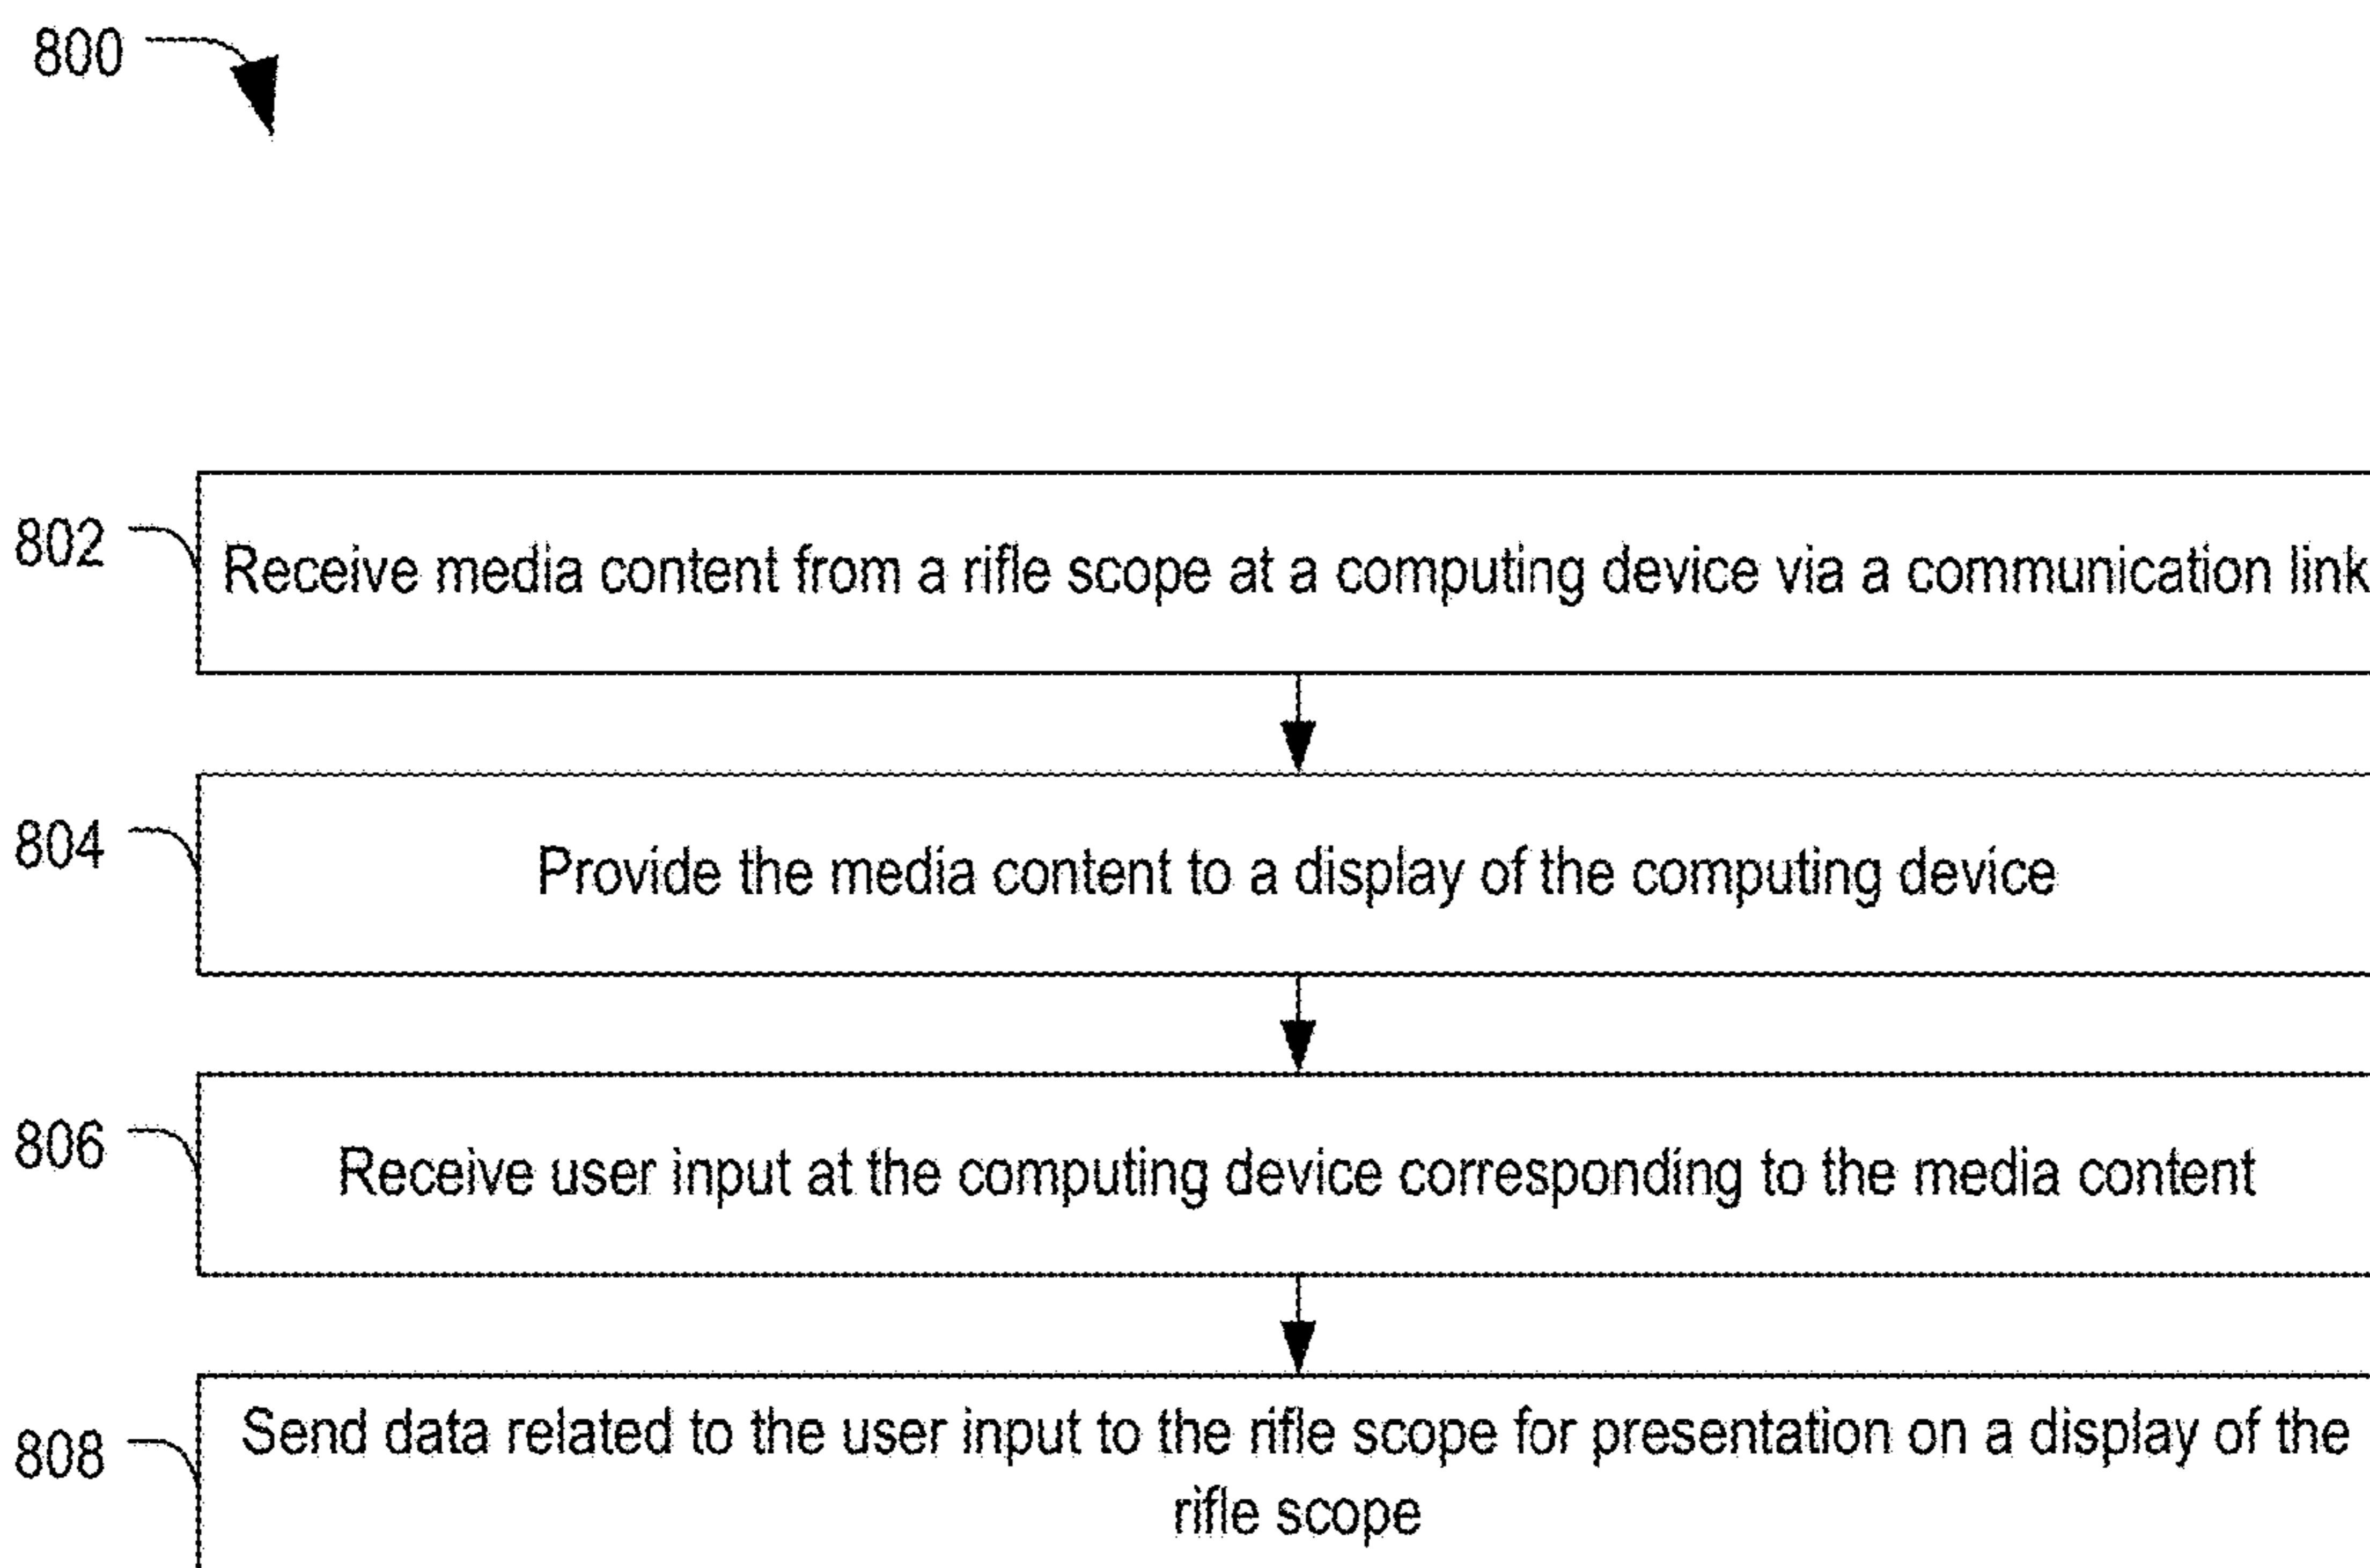 800
802
Receive media content from a rifle scope at a computing device via a communication link
804
Provide the media content to a display of the computing device
806
Receive user input at the computing device corresponding to the media content
808
Send data related to the user input to the rifle scope for presentation on a display of the
rifle scope